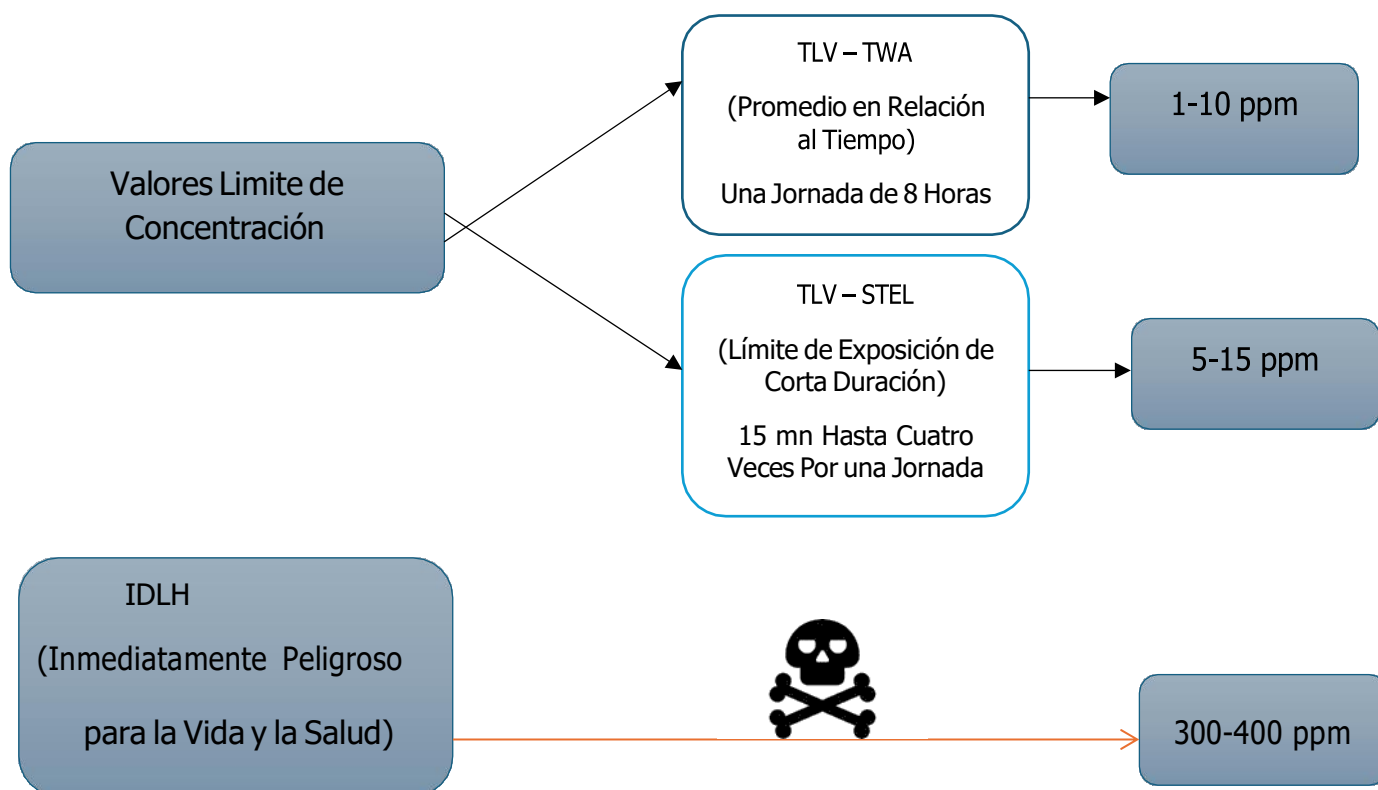 Valores Limite de
Concentración
TLV – TWA
(Promedio en Relación
al Tiempo)
Una Jornada de 8 Horas
1-10 ppm
TLV – STEL
(Límite de Exposición de
Corta Duración)
15 mn Hasta Cuatro
Veces Por una Jornada
5-15 ppm
IDLH
(Inmediatamente Peligroso
para la Vida y la Salud)
300-400 ppm